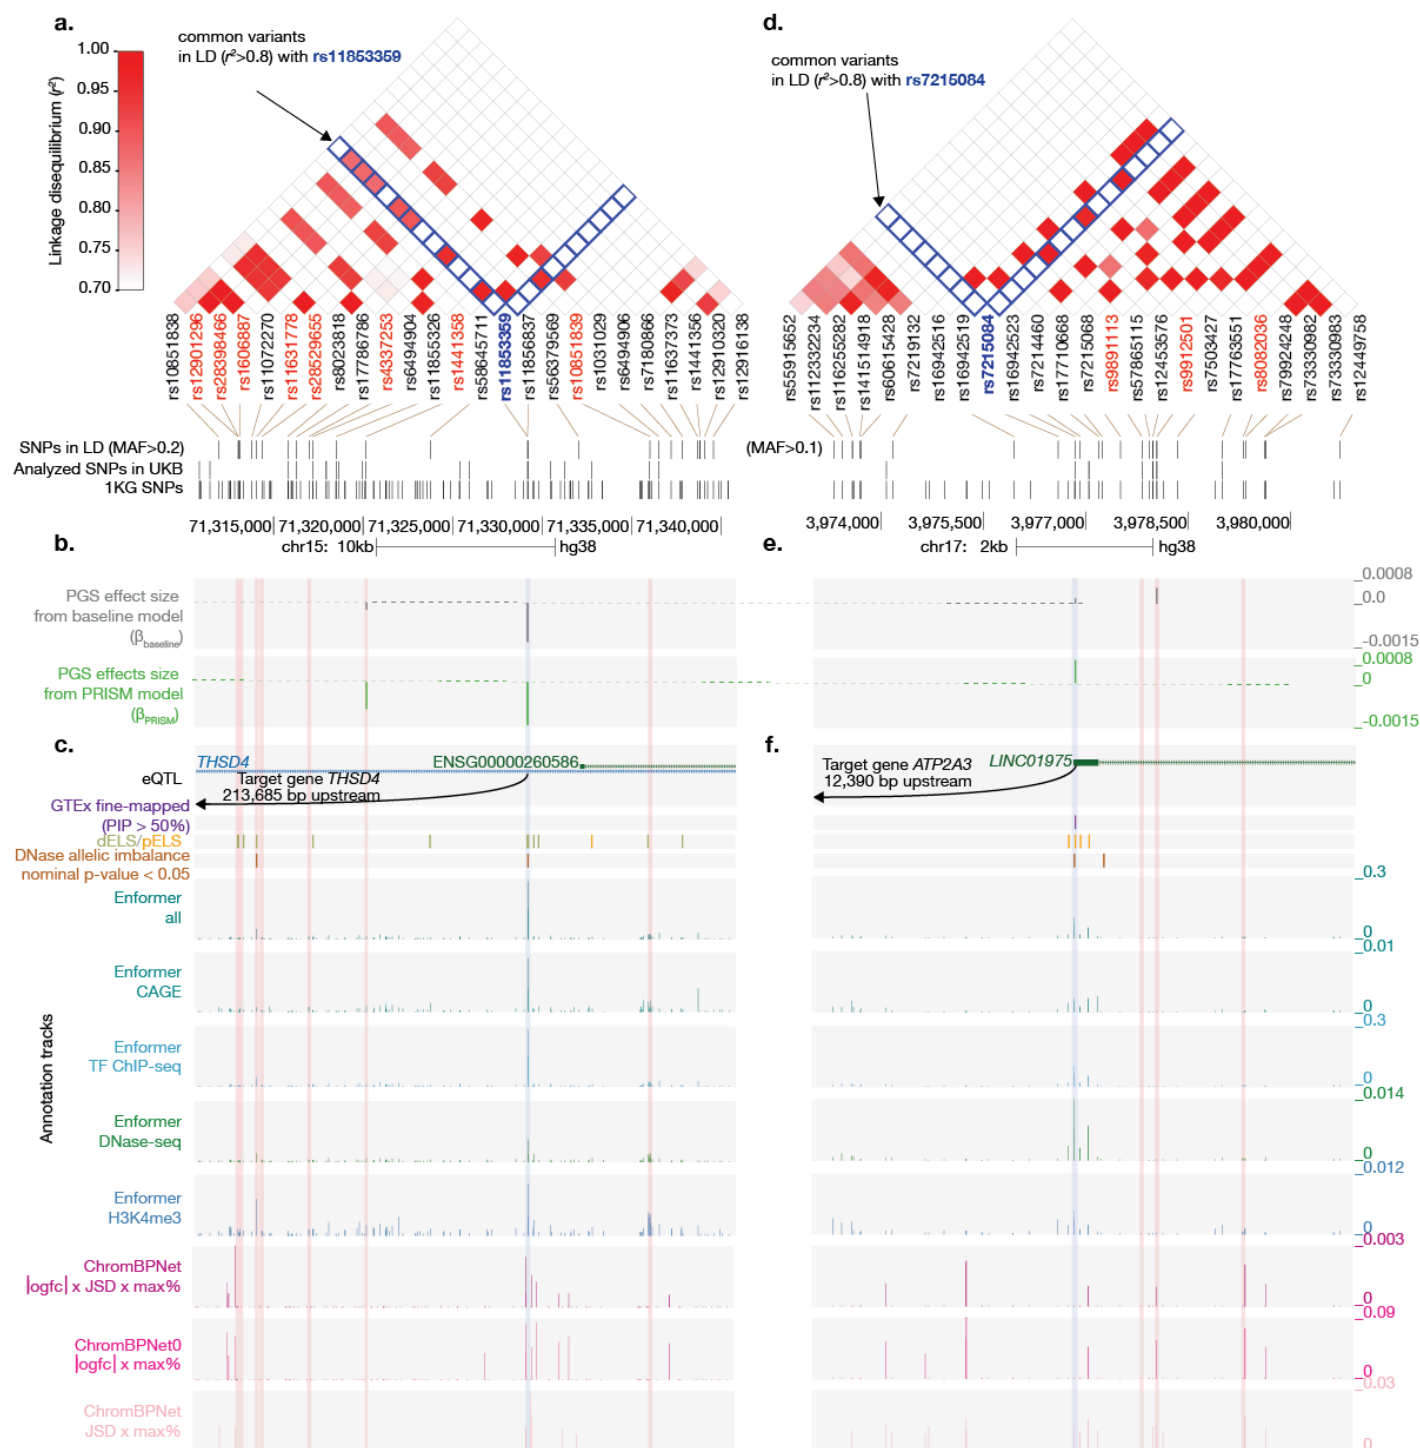 a.
common variants
in LD (r²>0.8) with rs11853359
Linkage disequilibrium (r²)
1.00
0.95
0.90
0.85
0.80
0.75
0.70
rs10851838
rs12901296
rs28398466
rs1606887
rs11072270
rs11631778
rs28529655
rs8023818
rs17786786
rs4337253
rs6494904
rs11855326
rs1441358
rs58645711
rs11853359
rs11856837
rs56379569
rs10851839
rs1031029
rs6494906
rs7180866
rs11637373
rs1441356
rs12910320
rs12916138
SNPs in LD (MAF>0.2)
Analyzed SNPs in UKB
1KG SNPs
71,315,000
71,320,000
71,325,000
71,330,000
71,335,000
71,340,000
chr15: 10kb
hg38
d.
common variants
in LD (r²>0.8) with rs7215084
rs55915652
rs112332234
rs116255282
rs141514918
rs60615428
rs7219132
rs16942516
rs16942519
rs7215084
rs16942523
rs7214460
rs17710668
rs7215068
rs9891113
rs57865115
rs12453576
rs9912501
rs7503427
rs17763551
rs8082036
rs79924248
rs73330982
rs73330983
rs12449758
(MAF>0.1)
3,974,000
3,975,500
3,977,000
3,978,500
3,980,000
chr17: 2kb
hg38
b.
PGS effect size
from baseline model
(βbaseline)
PGS effects size
from PRISM model
(βPRISM)
e.
0.0008
0.0
-0.0015
0.0008
0
-0.0015
c.
THSD4
ENSG00000260586
eQTL
Target gene THSD4
213,685 bp upstream
GTEx fine-mapped
(PIP > 50%)
dELS/pELS
DNase allelic imbalance
nominal p-value < 0.05
f.
LINC01975
Target gene ATP2A3
12,390 bp upstream
Annotation tracks
Enformer
all
0.3
0
Enformer
CAGE
0.01
0
Enformer
TF ChIP-seq
0.3
0
Enformer
DNase-seq
0.014
0
Enformer
H3K4me3
0.012
0
ChromBPNet
|logfc| x JSD x max%
0.003
0
ChromBPNet0
|logfc| x max%
0.09
0
ChromBPNet
JSD x max%
0.03
0